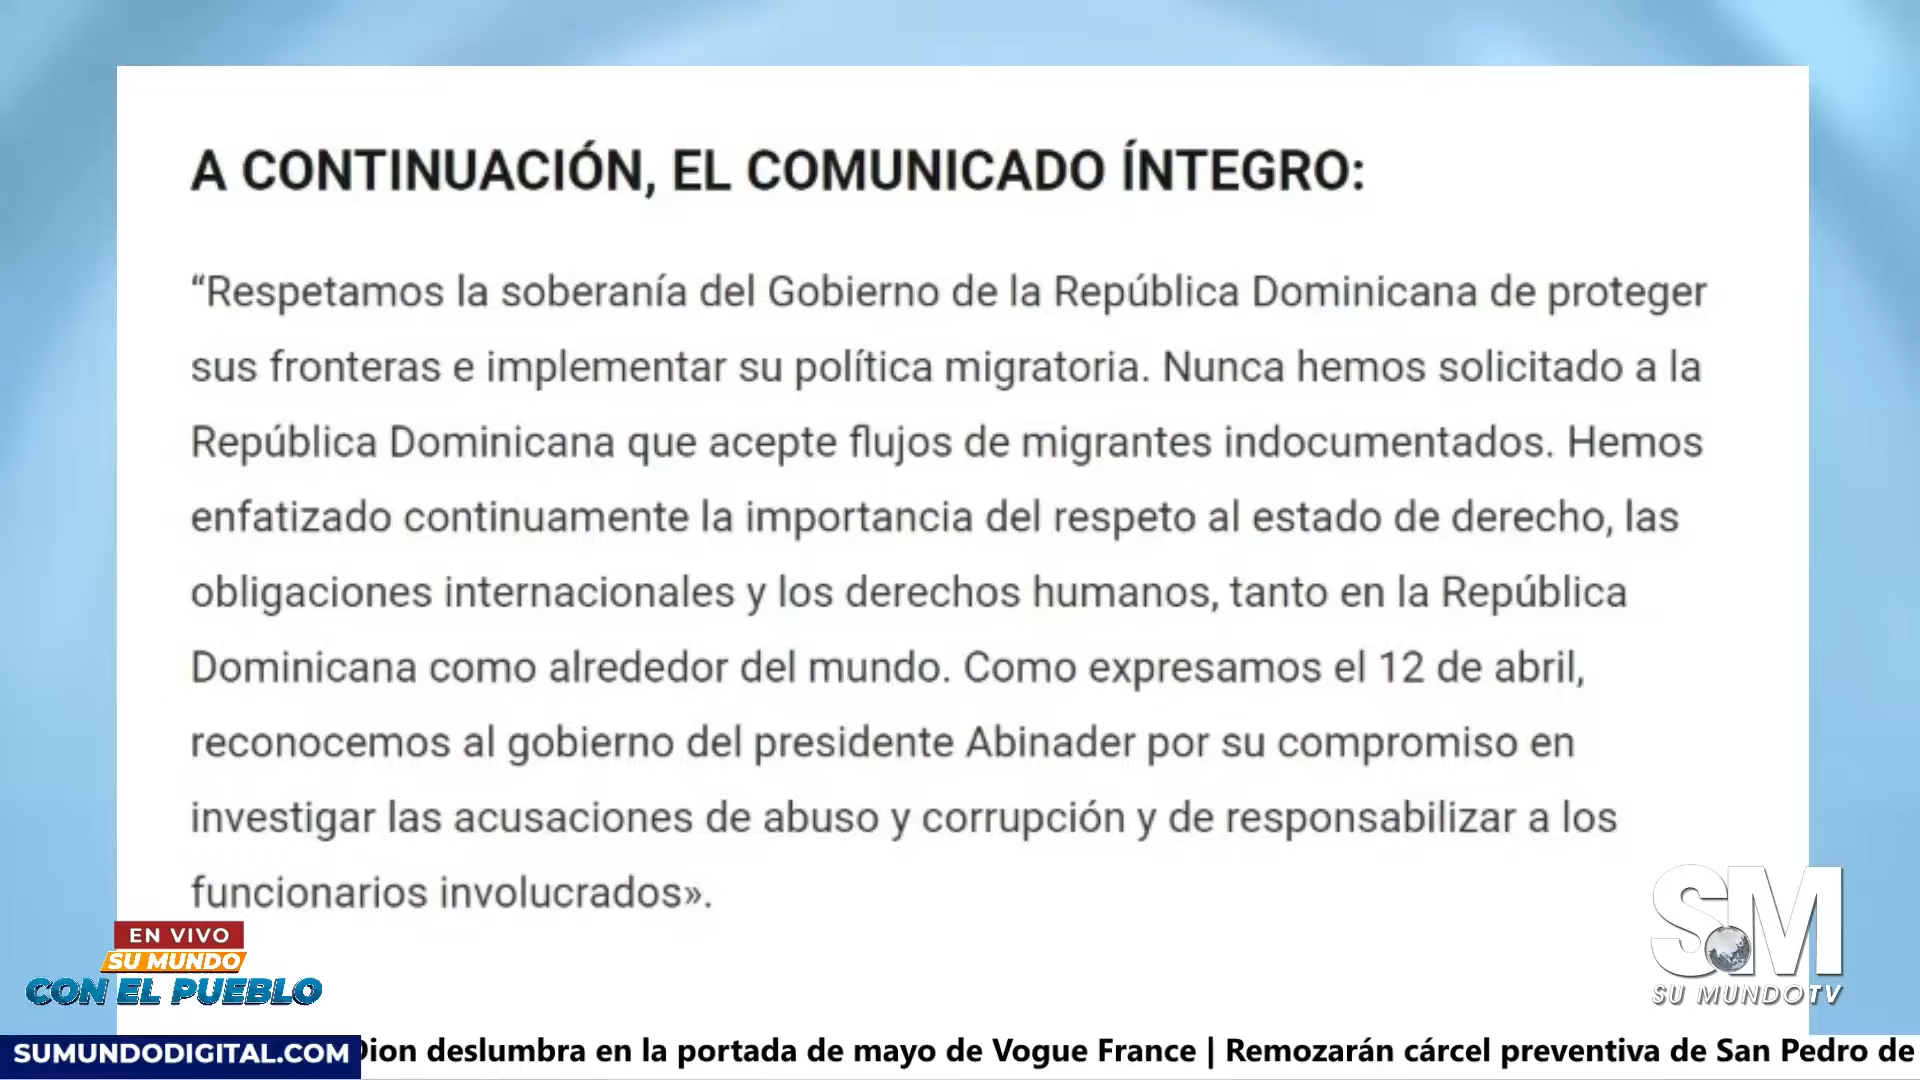 A CONTINUACIÓN, EL COMUNICADO ÍNTEGRO:
“Respetamos la soberanía del Gobierno de la República Dominicana de proteger
sus fronteras e implementar su política migratoria. Nunca hemos solicitado a la
República Dominicana que acepte flujos de migrantes indocumentados. Hemos
enfatizado continuamente la importancia del respeto al estado de derecho, las
obligaciones internacionales y los derechos humanos, tanto en la República
Dominicana como alrededor del mundo. Como expresamos el 12 de abril,
reconocemos al gobierno del presidente Abinader por su compromiso en
investigar las acusaciones de abuso y corrupción y de responsabilizar a los
funcionarios involucrados».
EN VIVO
SU MUNDO
CON EL PUEBLO
SM
SU MUNDOTV
SUMUNDODIGITAL.COM
Dion deslumbra en la portada de mayo de Vogue France | Remozarán cárcel preventiva de San Pedro de